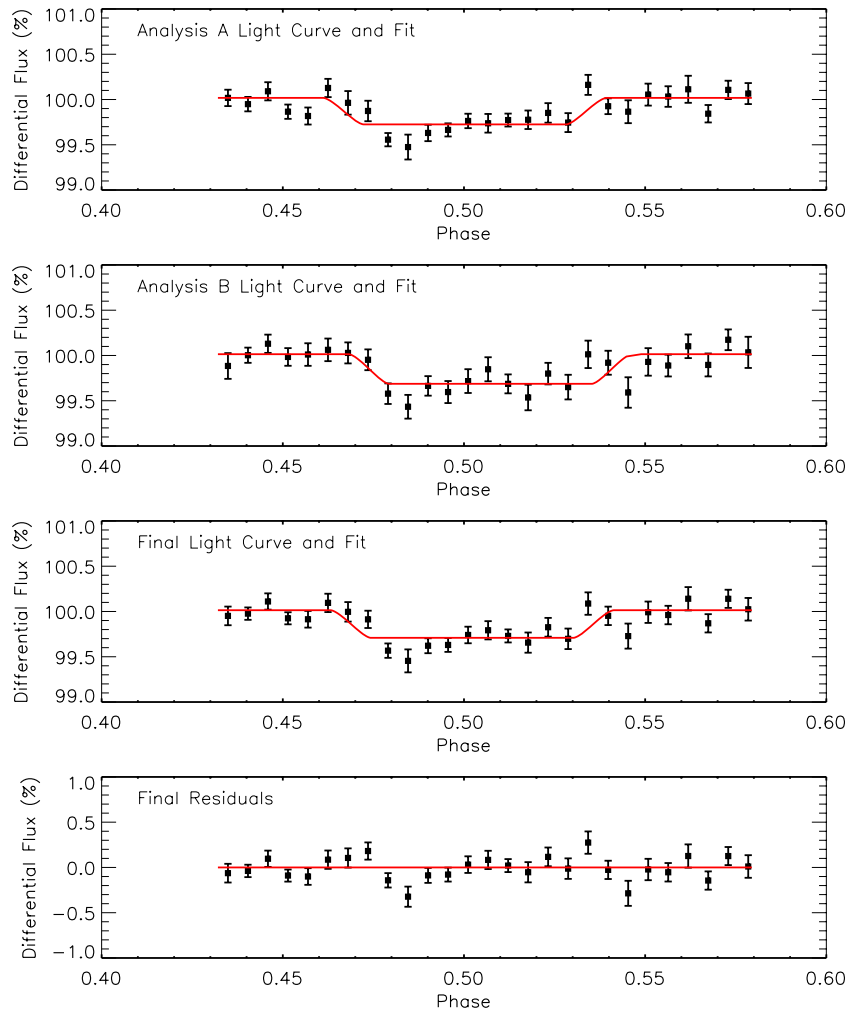 Analysis A Light Curve and Fit
Differential Flux (%)
101.0
100.5
100.0
99.5
99.0
0.40 0.45 0.50 0.55 0.60
Phase
Analysis B Light Curve and Fit
Differential Flux (%)
101.0
100.5
100.0
99.5
99.0
0.40 0.45 0.50 0.55 0.60
Phase
Final Light Curve and Fit
Differential Flux (%)
101.0
100.5
100.0
99.5
99.0
0.40 0.45 0.50 0.55 0.60
Phase
Final Residuals
Differential Flux (%)
1.0
0.5
0.0
−0.5
−1.0
0.40 0.45 0.50 0.55 0.60
Phase